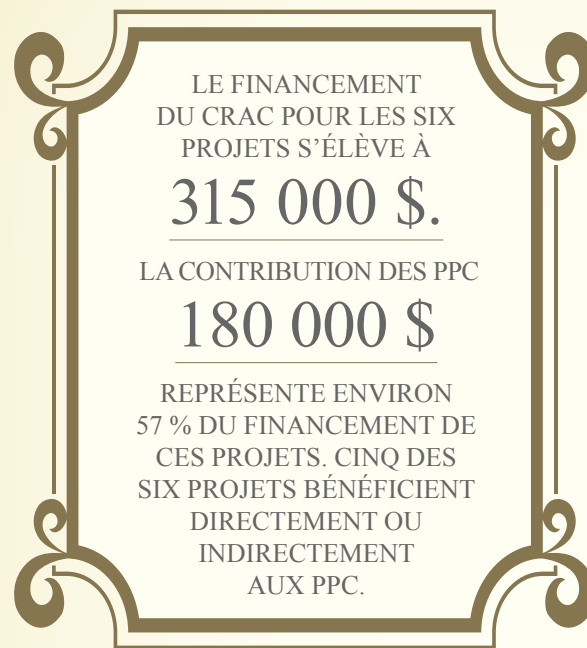 LE FINANCEMENT
DU CRAC POUR LES SIX
PROJETS S’ÉLÈVE À
315 000 $.
LA CONTRIBUTION DES PPC
180 000 $
REPRÉSENTE ENVIRON
57 % DU FINANCEMENT DE
CES PROJETS. CINQ DES
SIX PROJETS BÉNÉFICIENT
DIRECTEMENT OU
INDIRECTEMENT
AUX PPC.